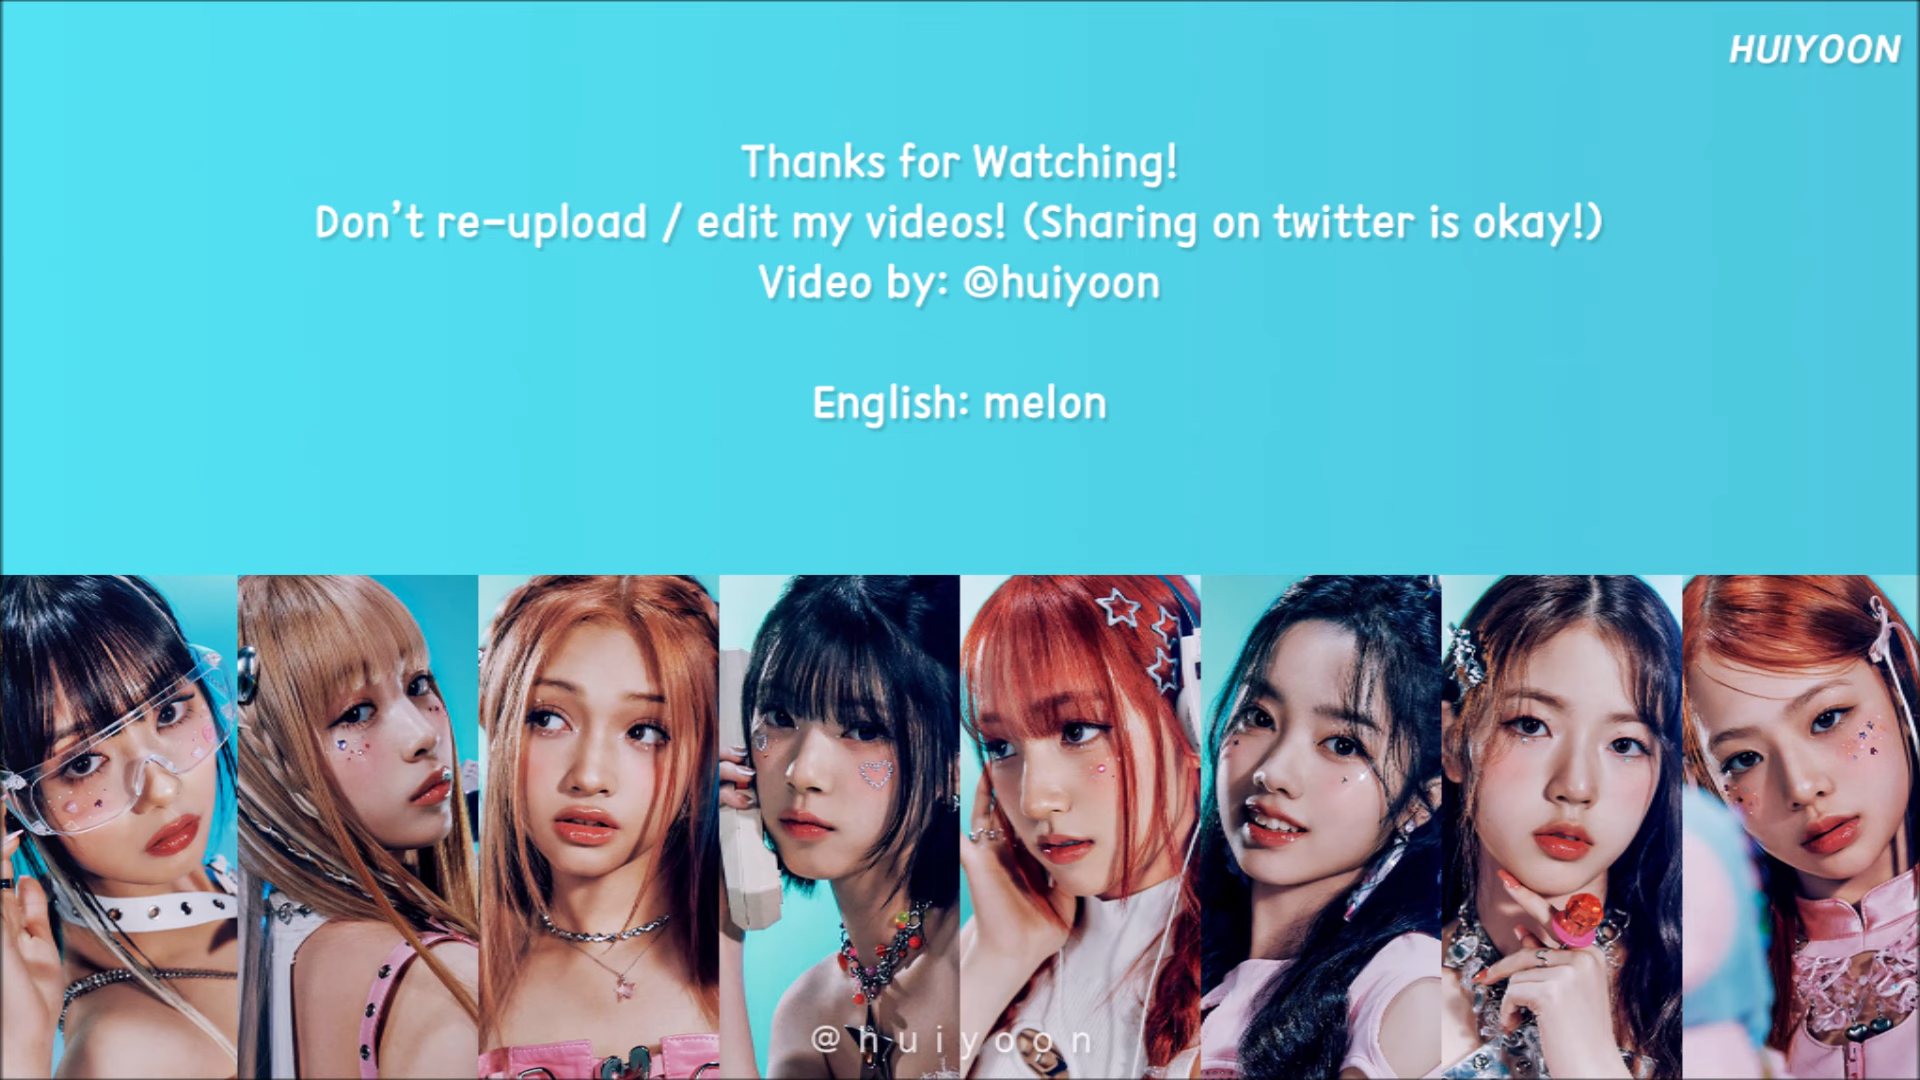 HUIYOON
Thanks for Watching!
Don't re-upload / edit my videos! (Sharing on twitter is okay!)
Video by: @huiyoon
English: melon
@huiyoon